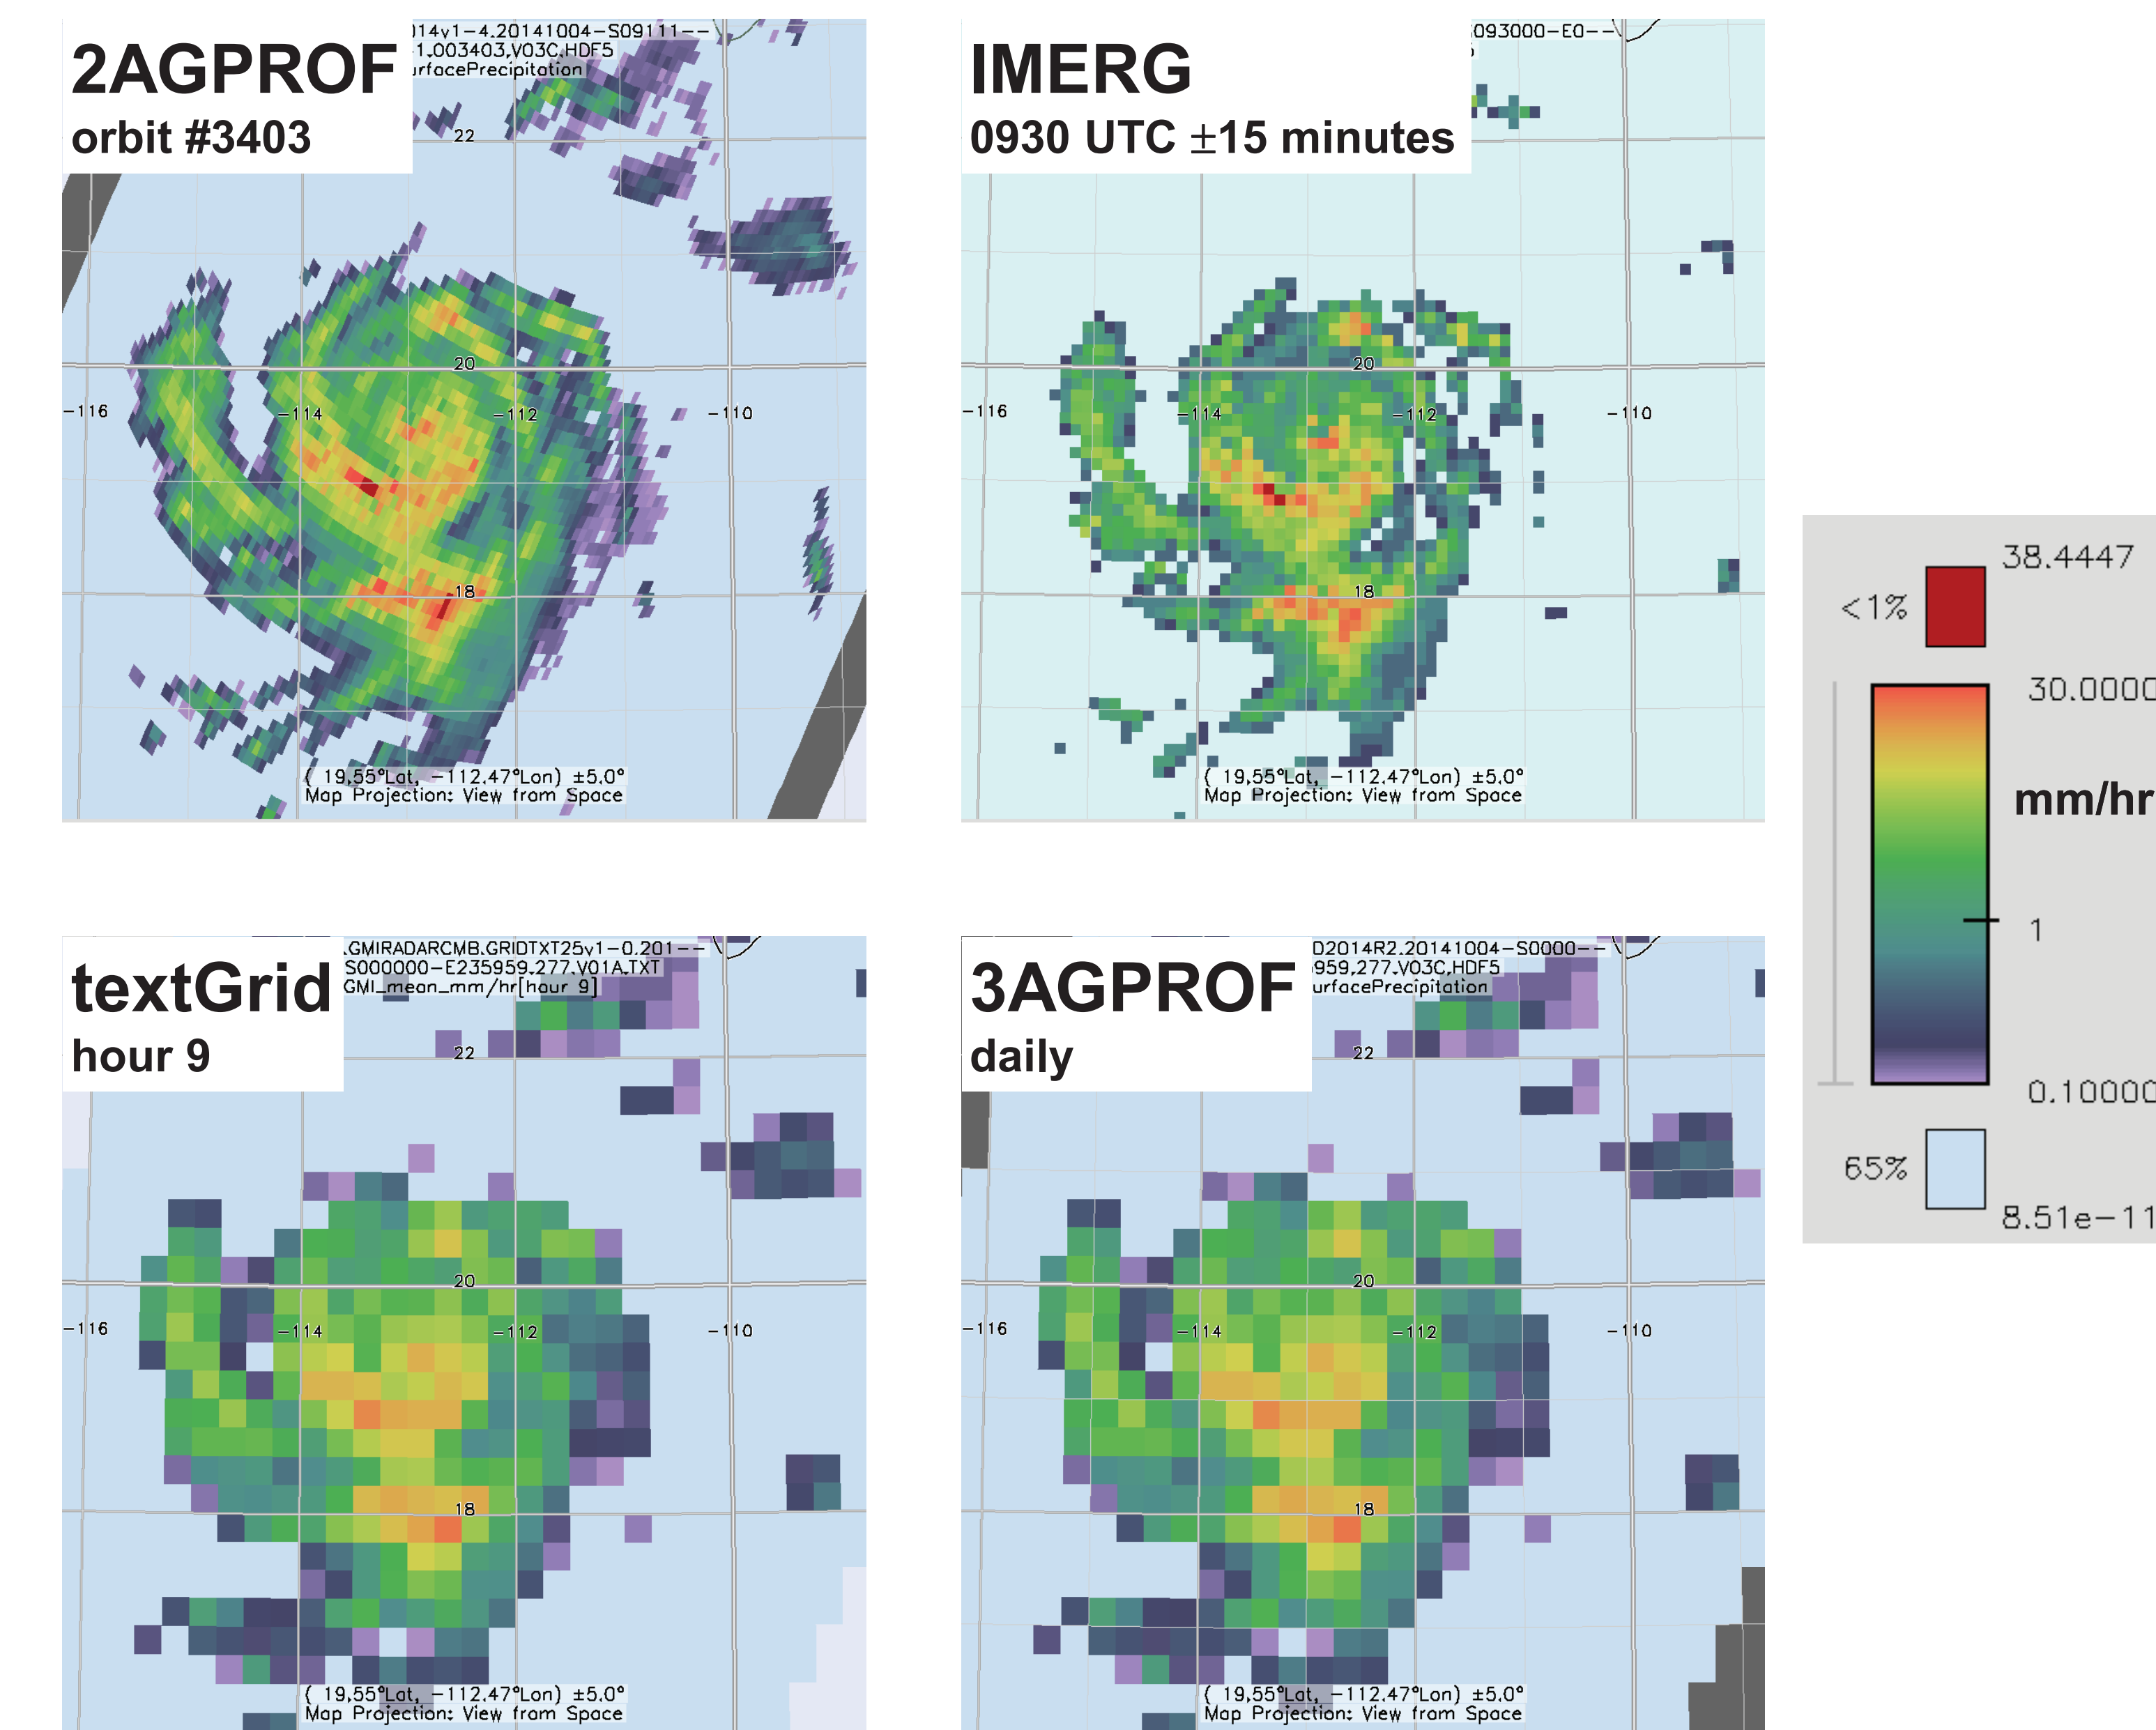 2AGPROF
orbit #3403
014v1-4.20141004-S09111--
1.003403.V03C.HDF5
urfacePrecipitation
22
20
-116
-114
-112
-110
18
( 19.55°Lat, -112.47°Lon) ±5.0°
Map Projection: View from Space
IMERG
0930 UTC ±15 minutes
S093000-E0--
22
20
-116
-114
-112
-110
18
( 19.55°Lat, -112.47°Lon) ±5.0°
Map Projection: View from Space
38.4447
<1%
30.0000
mm/hr
1
0.10000
65%
8.51e-11
textGrid
hour 9
.GMIRADARCMB.GRIDTXT25v1-0.201--
S000000-E235959.277.V01A.TXT
GMI_mean_mm/hr[hour 9]
22
20
-116
-114
-112
-110
18
( 19.55°Lat, -112.47°Lon) ±5.0°
Map Projection: View from Space
3AGPROF
daily
D2014R2.20141004-S0000--
959.277.V03C.HDF5
urfacePrecipitation
22
20
-116
-114
-112
-110
18
( 19.55°Lat, -112.47°Lon) ±5.0°
Map Projection: View from Space